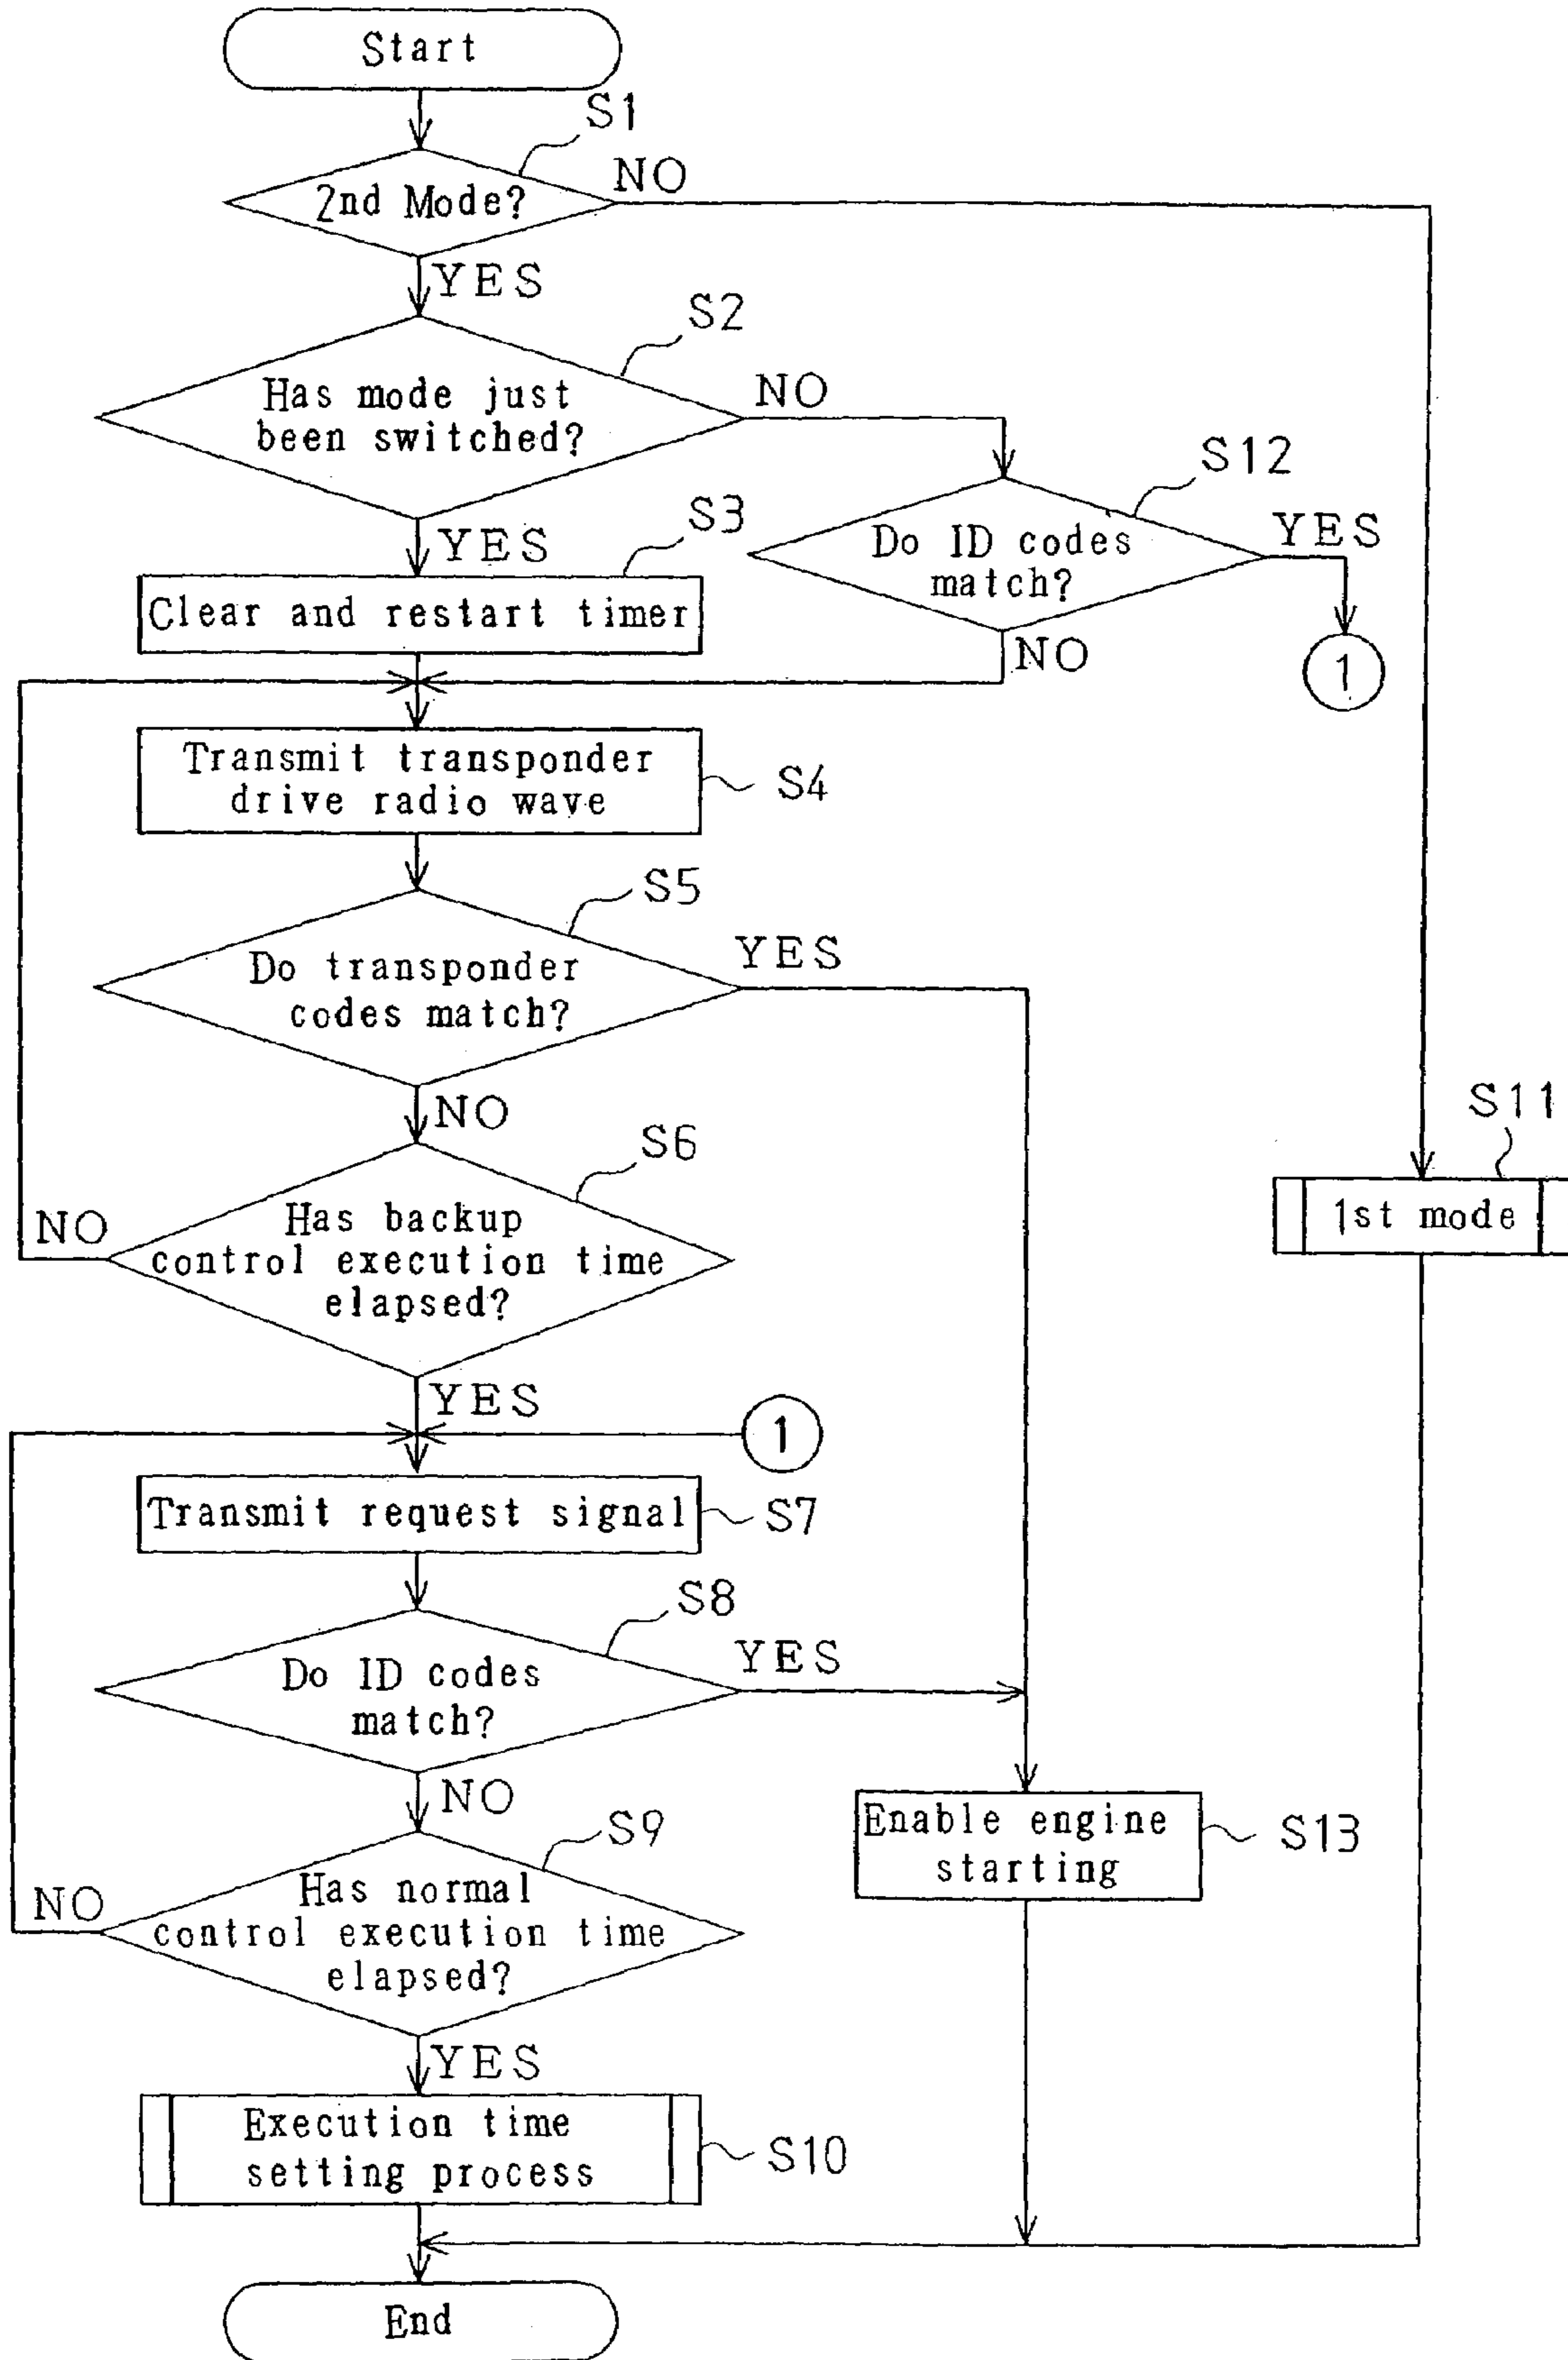 Start
S1
2nd Mode?
NO
YES
S2
Has mode just
been switched?
NO
S12
YES
S3
Do ID codes
match?
YES
Clear and restart timer
NO
1
Transmit transponder
drive radio wave
S4
S5
Do transponder
codes match?
YES
NO
S6
S11
Has backup
control execution time
elapsed?
NO
1st mode
YES
1
Transmit request signal
S7
S8
Do ID codes
match?
YES
NO
S9
Enable engine
starting
S13
Has normal
control execution time
elapsed?
NO
YES
Execution time
setting process
S10
End